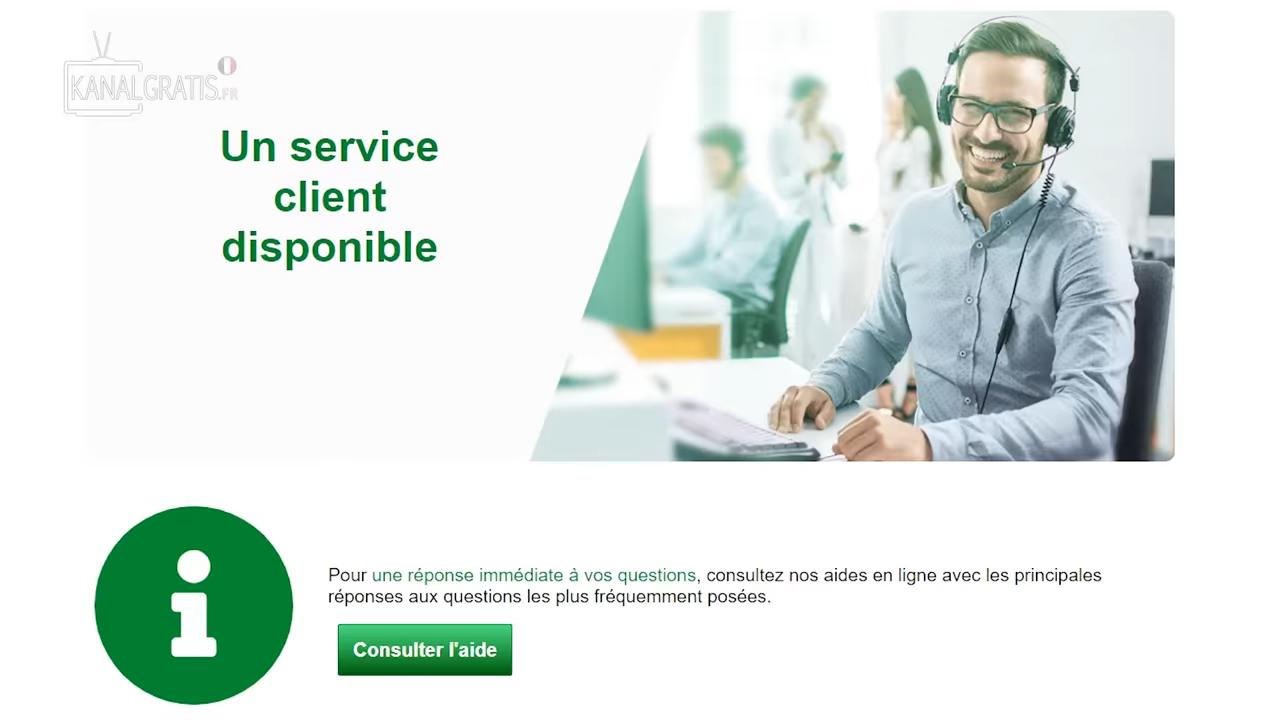 KANALGRATIS.FR
Un service
client
disponible
Pour une réponse immédiate à vos questions, consultez nos aides en ligne avec les principales
réponses aux questions les plus fréquemment posées.
Consulter l'aide